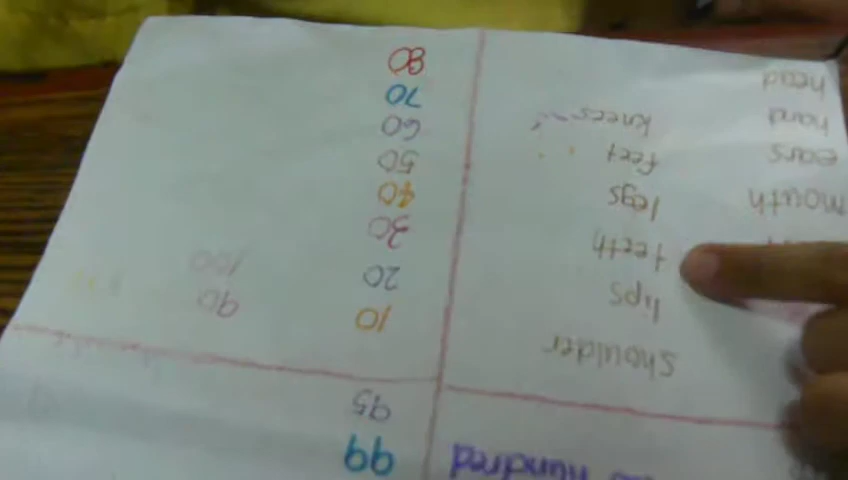 hundred
99
95
mouth
ears
hand
head
shoulder
lips
teeth
legs
feet
knees
10
20
30
40
50
60
70
80
90
100